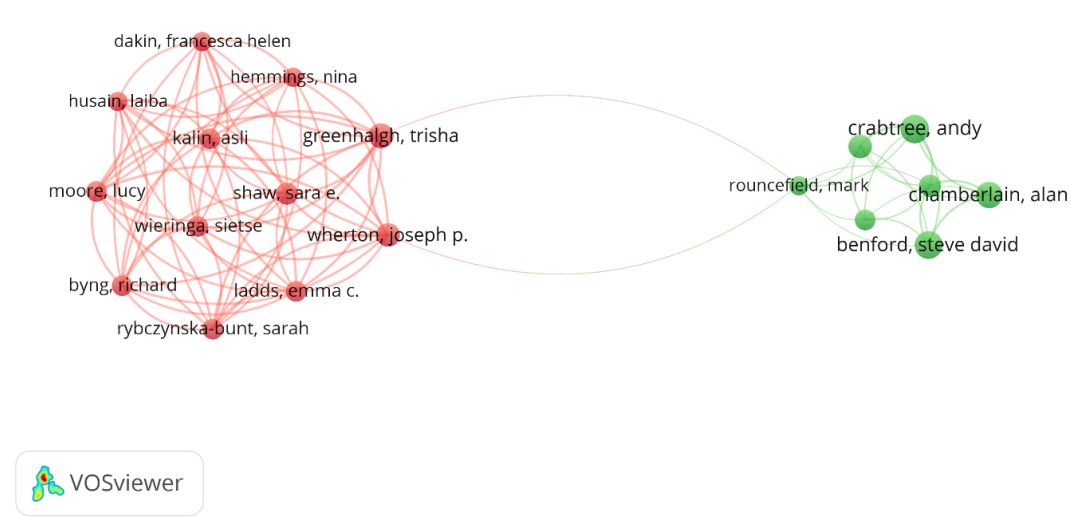 dakin, francesca helen
hemmings, nina
husain, laiba
kalin, asli
greenhalgh, trisha
moore, lucy
shaw, sara e.
wieringa, sietse
wherton, joseph p.
byng, richard
ladds, emma c.
rybczynska-bunt, sarah
crabtree, andy
rouncefield, mark
chamberlain, alan
benford, steve david
VOSviewer